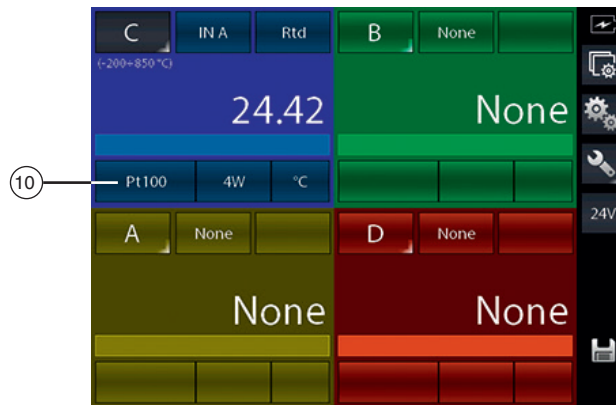 C IN A Rtd
(-200÷850 °C)
24.42
10 Pt100 4W °C
B None
None
A None
None
D None
None
24V